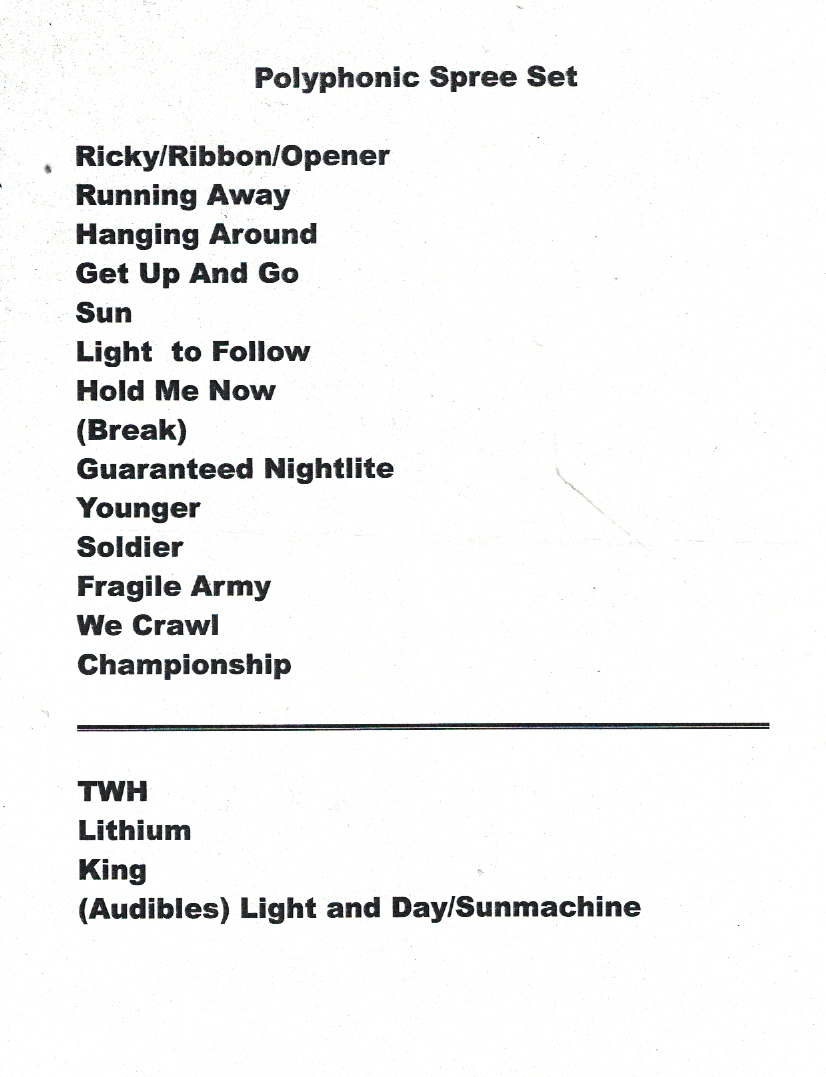 Polyphonic Spree Set
Ricky/Ribbon/Opener
Running Away
Hanging Around
Get Up And Go
Sun
Light  to Follow
Hold Me Now
(Break)
Guaranteed Nightlite
Younger
Soldier
Fragile Army
We Crawl
Championship
TWH
Lithium
King
(Audibles) Light and Day/Sunmachine